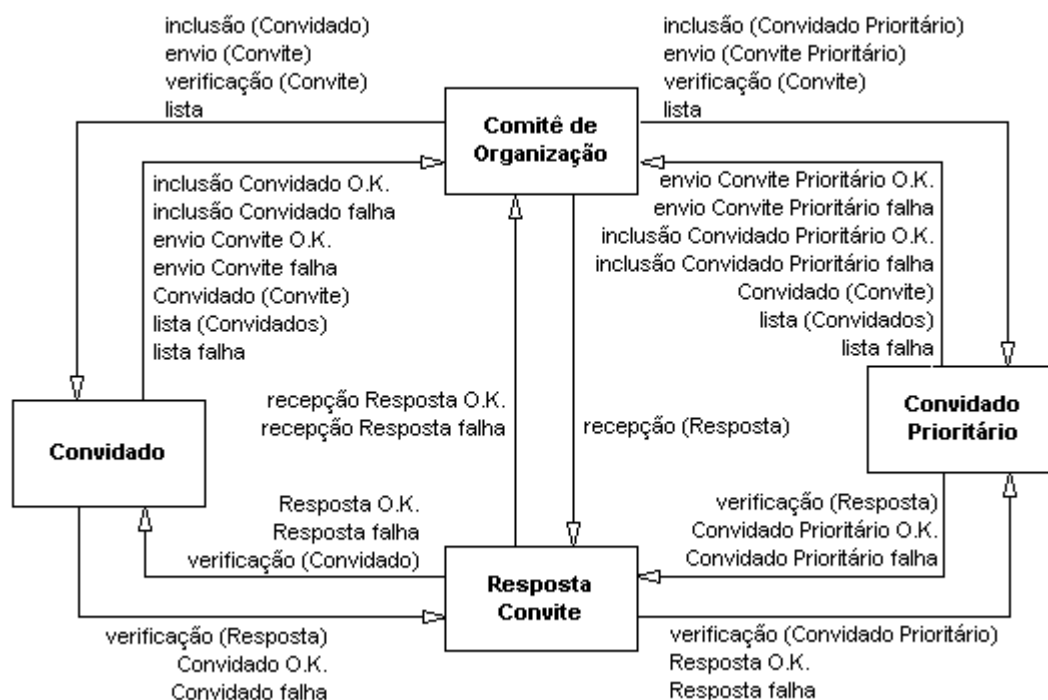 inclusão (Convidado)
envio (Convite)
verificação (Convite)
lista
inclusão (Convidado Prioritário)
envio (Convite Prioritário)
verificação (Convite)
lista
Comitê de
Organização
inclusão Convidado O.K.
inclusão Convidado falha
envio Convite O.K.
envio Convite falha
Convidado (Convite)
lista (Convidados)
lista falha
envio Convite Prioritário O.K.
envio Convite Prioritário falha
inclusão Convidado Prioritário O.K.
inclusão Convidado Prioritário falha
Convidado (Convite)
lista (Convidados)
lista falha
recepção Resposta O.K.
recepção Resposta falha
recepção (Resposta)
Convidado
Convidado
Prioritário
Resposta O.K.
Resposta falha
verificação (Convidado)
verificação (Resposta)
Convidado Prioritário O.K.
Convidado Prioritário falha
Resposta
Convite
verificação (Resposta)
Convidado O.K.
Convidado falha
verificação (Convidado Prioritário)
Resposta O.K.
Resposta falha